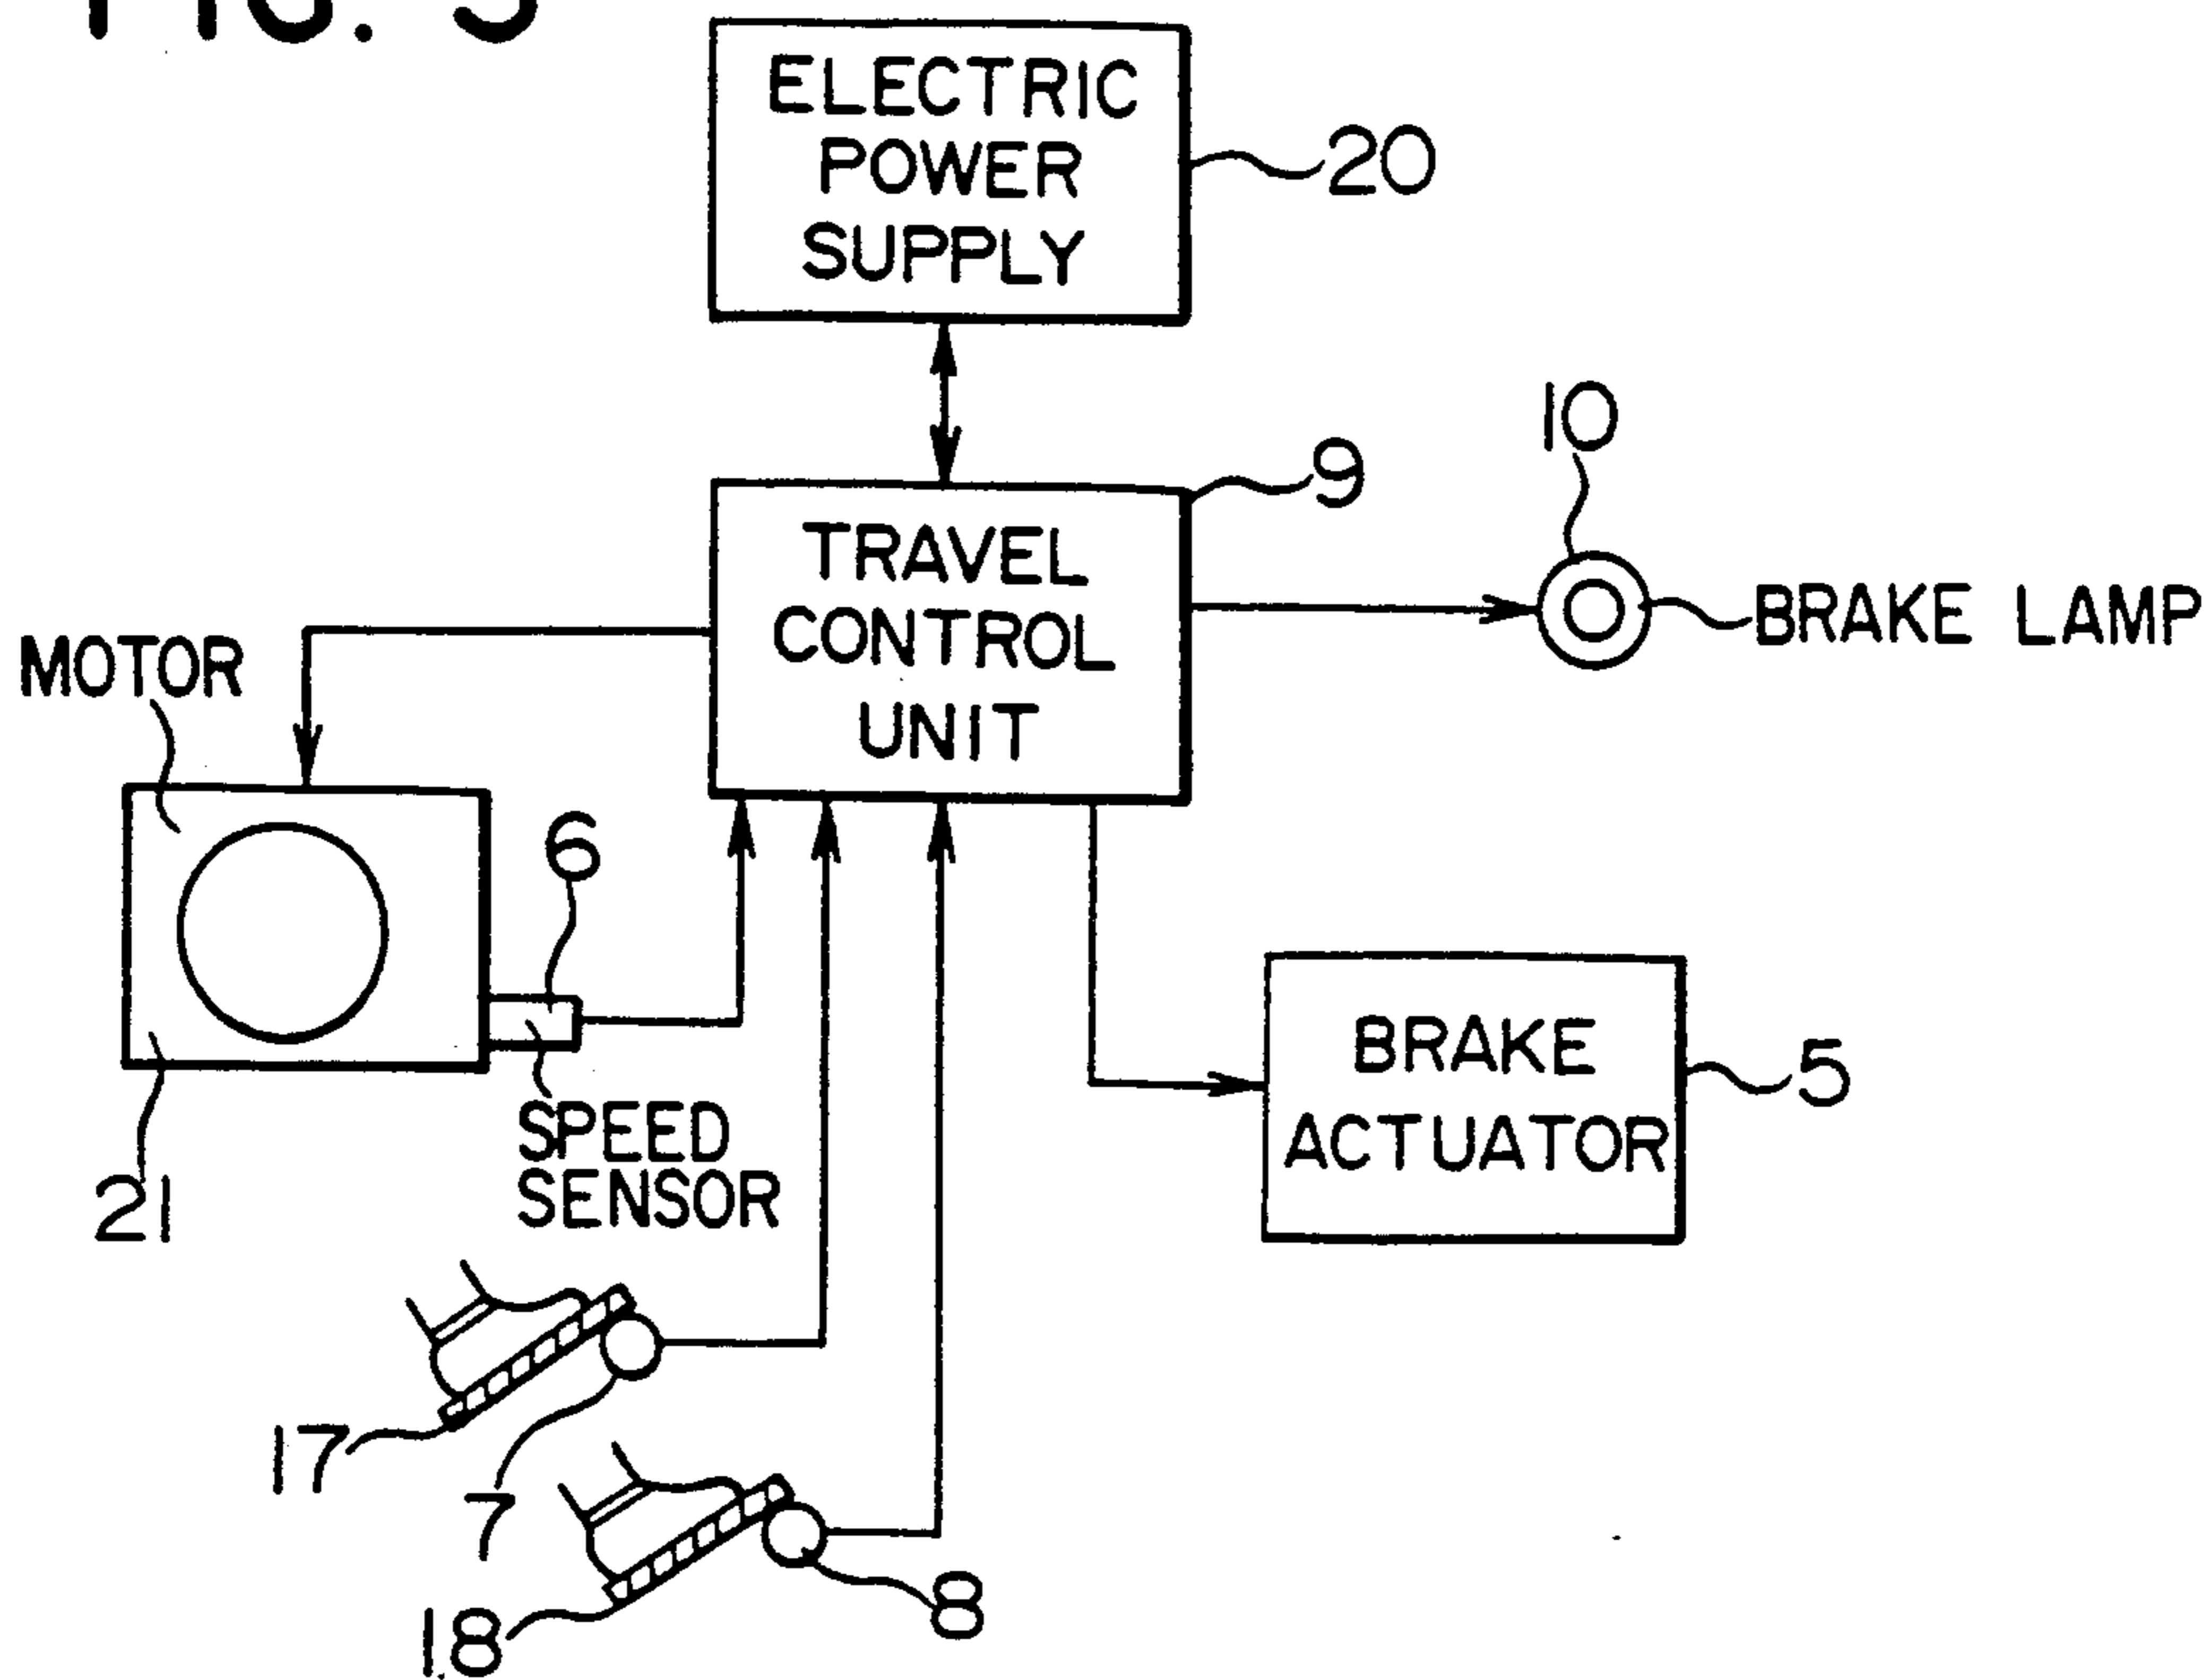 ELECTRIC
POWER
SUPPLY
20
10
9
TRAVEL
CONTROL
UNIT
BRAKE LAMP
MOTOR
6
BRAKE
ACTUATOR
5
SPEED
SENSOR
21
17
7
18
8